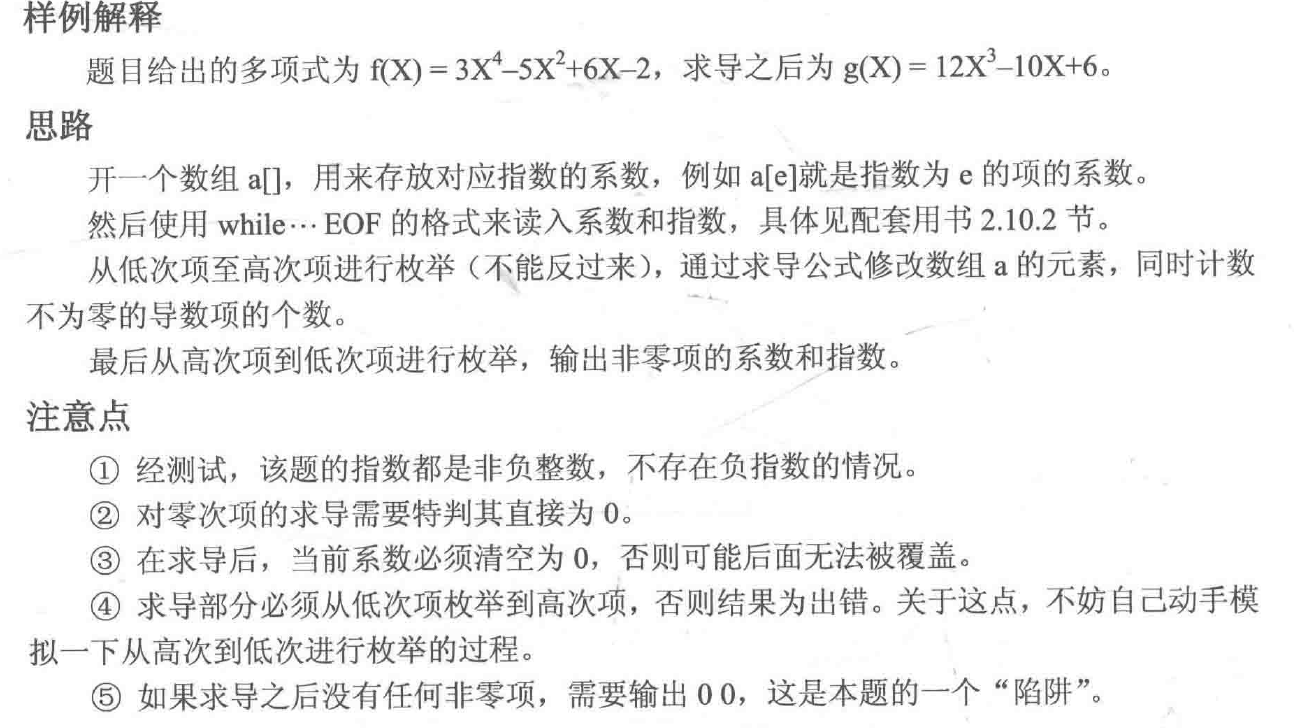 样例解释
题目给出的多项式为 f(X) = 3X⁴–5X²+6X–2，求导之后为 g(X) = 12X³–10X+6。
思路
开一个数组 a[]，用来存放对应指数的系数，例如 a[e]就是指数为 e 的项的系数。
然后使用 while…EOF 的格式来读入系数和指数，具体见配套用书 2.10.2 节。
从低次项至高次项进行枚举（不能反过来），通过求导公式修改数组 a 的元素，同时计数
不为零的导数项的个数。
最后从高次项到低次项进行枚举，输出非零项的系数和指数。
注意点
① 经测试，该题的指数都是非负整数，不存在负指数的情况。
② 对零次项的求导需要特判其直接为 0。
③ 在求导后，当前系数必须清空为 0，否则可能后面无法被覆盖。
④ 求导部分必须从低次项枚举到高次项，否则结果为出错。关于这点，不妨自己动手模
拟一下从高次到低次进行枚举的过程。
⑤ 如果求导之后没有任何非零项，需要输出 0 0，这是本题的一个“陷阱”。